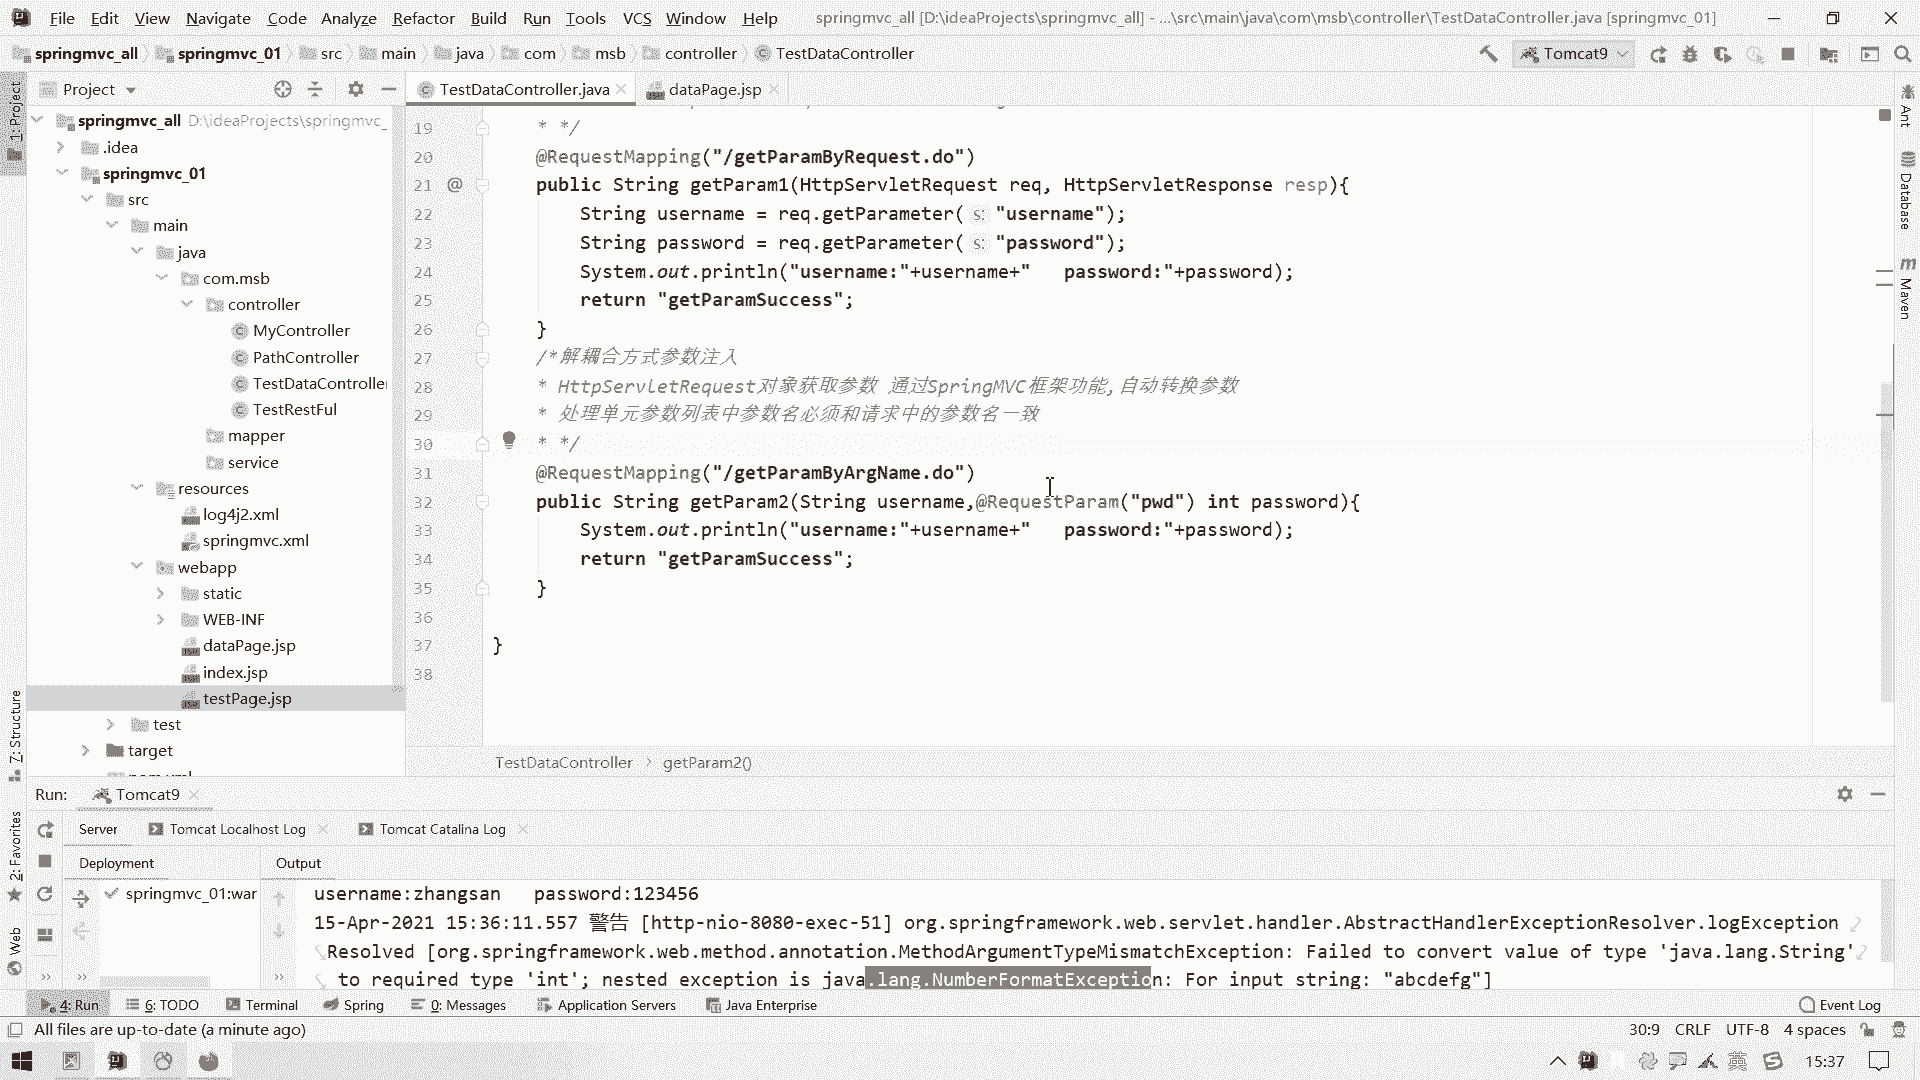 File Edit View Navigate Code Analyze Refactor Build Run Tools VCS Window Help springmvc_all [D:\ideaProjects\springmvc_all] - ...\src\main\java\com\msb\controller\TestDataController.java [springmvc_01]
springmvc_all springmvc_01 src main java com msb controller TestDataController Tomcat9
Project
TestDataController.java dataPage.jsp
1: Project
springmvc_all D:\ideaProjects\springmvc_
.idea
springmvc_01
src
main
java
com.msb
controller
MyController
PathController
TestDataController
TestRestFul
mapper
service
resources
log4j2.xml
springmvc.xml
webapp
static
WEB-INF
dataPage.jsp
index.jsp
testPage.jsp
test
target
7: Structure
2: Favorites
Web
19 * */
20 @RequestMapping("/getParamByRequest.do")
21 @ public String getParam1(HttpServletRequest req, HttpServletResponse resp){
22 String username = req.getParameter( s: "username");
23 String password = req.getParameter( s: "password");
24 System.out.println("username:"+username+"   password:"+password);
25 return "getParamSuccess";
26 }
27 /*解耦合方式参数注入
28 * HttpServletRequest对象获取参数 通过SpringMVC框架功能,自动转换参数
29 * 处理单元参数列表中参数名必须和请求中的参数名一致
30 * */
31 @RequestMapping("/getParamByArgName.do")
32 public String getParam2(String username,@RequestParam("pwd") int password){
33 System.out.println("username:"+username+"   password:"+password);
34 return "getParamSuccess";
35 }
36
37 }
38
TestDataController › getParam2()
Ant
Database
Maven
Run: Tomcat9
Server Tomcat Localhost Log Tomcat Catalina Log
Deployment Output
springmvc_01:war
username:zhangsan   password:123456
15-Apr-2021 15:36:11.557 警告 [http-nio-8080-exec-51] org.springframework.web.servlet.handler.AbstractHandlerExceptionResolver.logException
Resolved [org.springframework.web.method.annotation.MethodArgumentTypeMismatchException: Failed to convert value of type 'java.lang.String'
to required type 'int'; nested exception is java.lang.NumberFormatException: For input string: "abcdefg"]
4: Run 6: TODO Terminal Spring 0: Messages Application Servers Java Enterprise Event Log
All files are up-to-date (a minute ago) 30:9 CRLF UTF-8 4 spaces
英 15:37